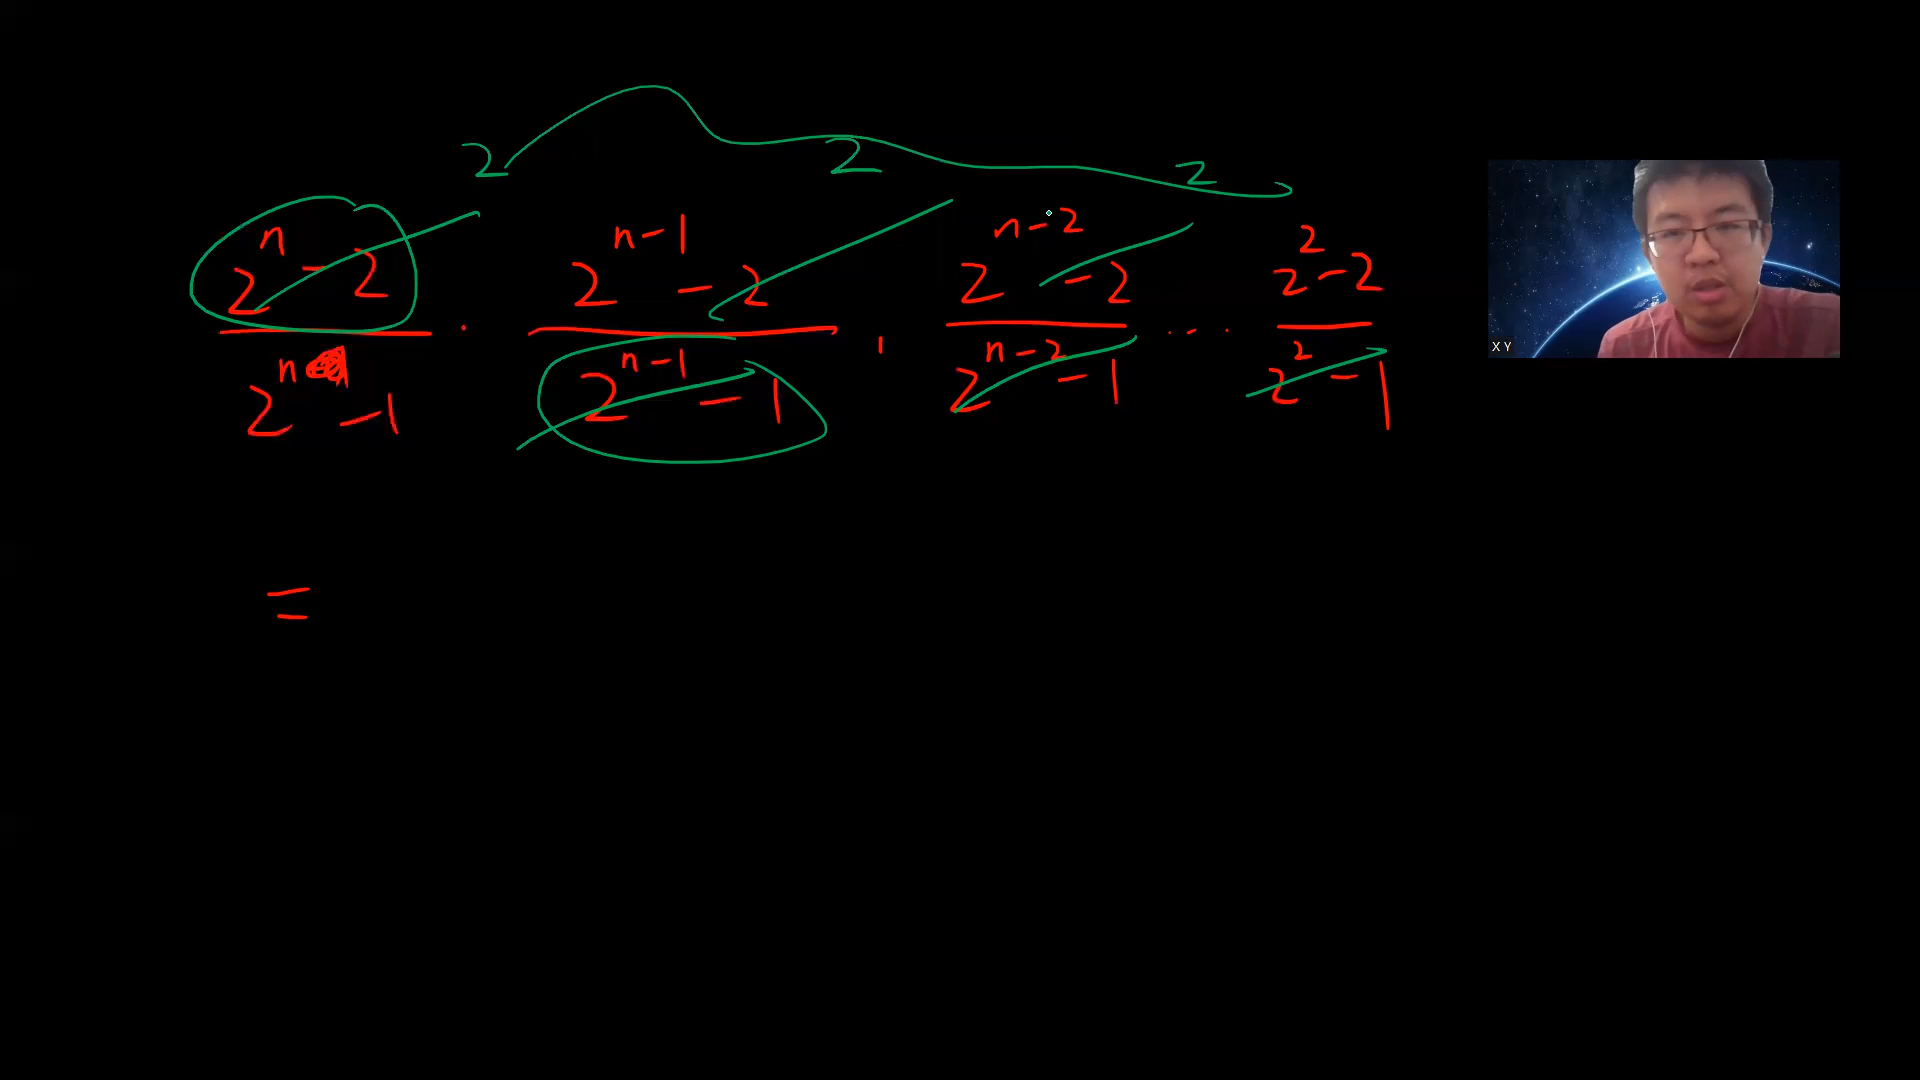 2 2 2
2^n - 2 / 2^n - 1 · 2^{n-1} - 2 / 2^{n-1} - 1 · 2^{n-2} - 2 / 2^{n-2} - 1 ····· 2^2 - 2 / 2^2 - 1
=
X Y